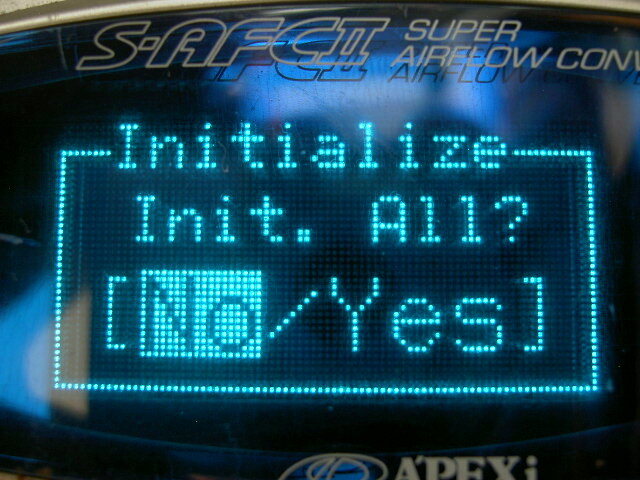 S-AFCII SUPER
AIRFLOW CONV
Initialize
Init. All?
[No/Yes]
A'PEXi